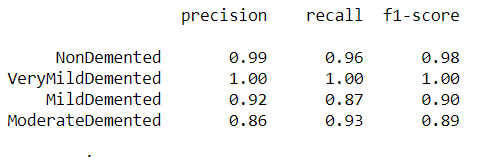 precision recall f1-score
NonDemented 0.99 0.96 0.98
VeryMildDemented 1.00 1.00 1.00
MildDemented 0.92 0.87 0.90
ModerateDemented 0.86 0.93 0.89
.